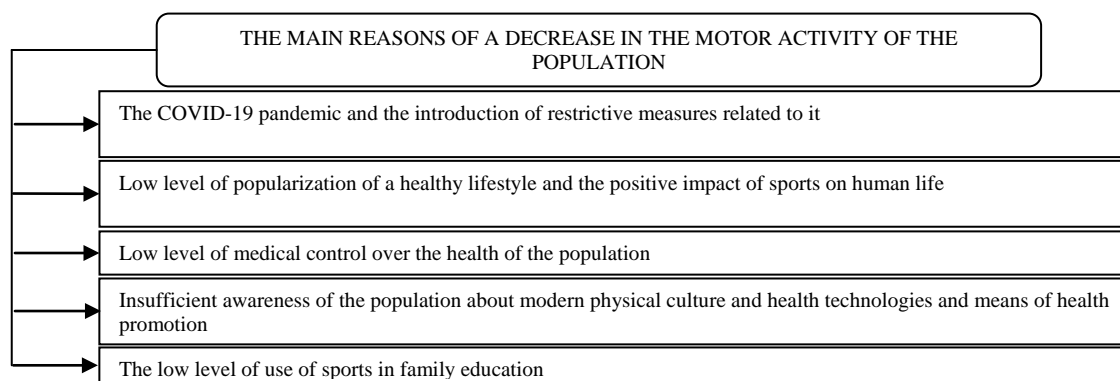 THE MAIN REASONS OF A DECREASE IN THE MOTOR ACTIVITY OF THE
POPULATION
The COVID-19 pandemic and the introduction of restrictive measures related to it
Low level of popularization of a healthy lifestyle and the positive impact of sports on human life
Low level of medical control over the health of the population
Insufficient awareness of the population about modern physical culture and health technologies and means of health
promotion
The low level of use of sports in family education